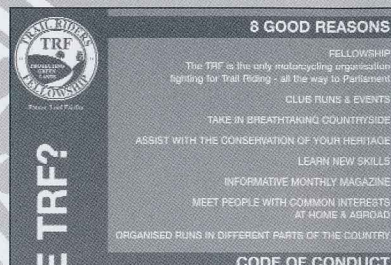 TRAIL RIDERS
TRF
FELLOWSHIP
8 GOOD REASONS
FELLOWSHIP
The TRF is the only motorcycling organisation
fighting for Trail Riding - all the way to Parliament
CLUB RUNS & EVENTS
TAKE IN BREATHTAKING COUNTRYSIDE
ASSIST WITH THE CONSERVATION OF YOUR HERITAGE
LEARN NEW SKILLS
INFORMATIVE MONTHLY MAGAZINE
MEET PEOPLE WITH COMMON INTERESTS
AT HOME & ABROAD
ORGANISED RUNS IN DIFFERENT PARTS OF THE COUNTRY
CODE OF CONDUCT
E TRF?